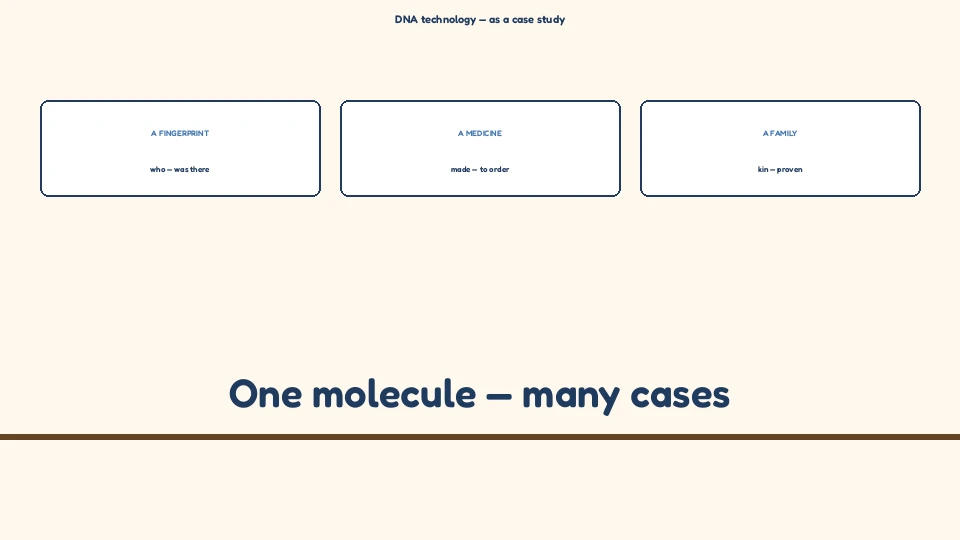 DNA technology — as a case study
A FINGERPRINT
who — was there
A MEDICINE
made — to order
A FAMILY
kin — proven
One molecule — many cases